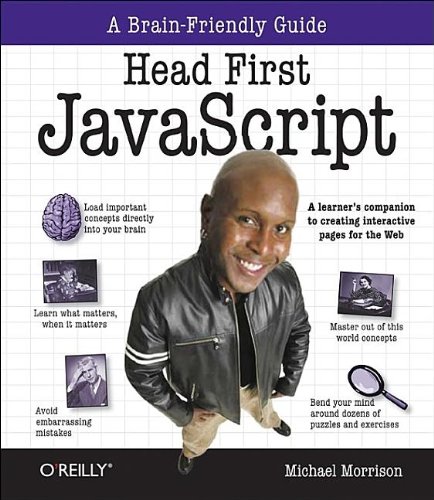 A Brain-Friendly Guide
Head First
JavaScript
Load important
concepts directly
into your brain
A learner's companion
to creating interactive
pages for the Web
Learn what matters,
when it matters
Master out of this
world concepts
Avoid
embarrassing
mistakes
Bend your mind
around dozens of
puzzles and exercises
O'REILLY®
Michael Morrison